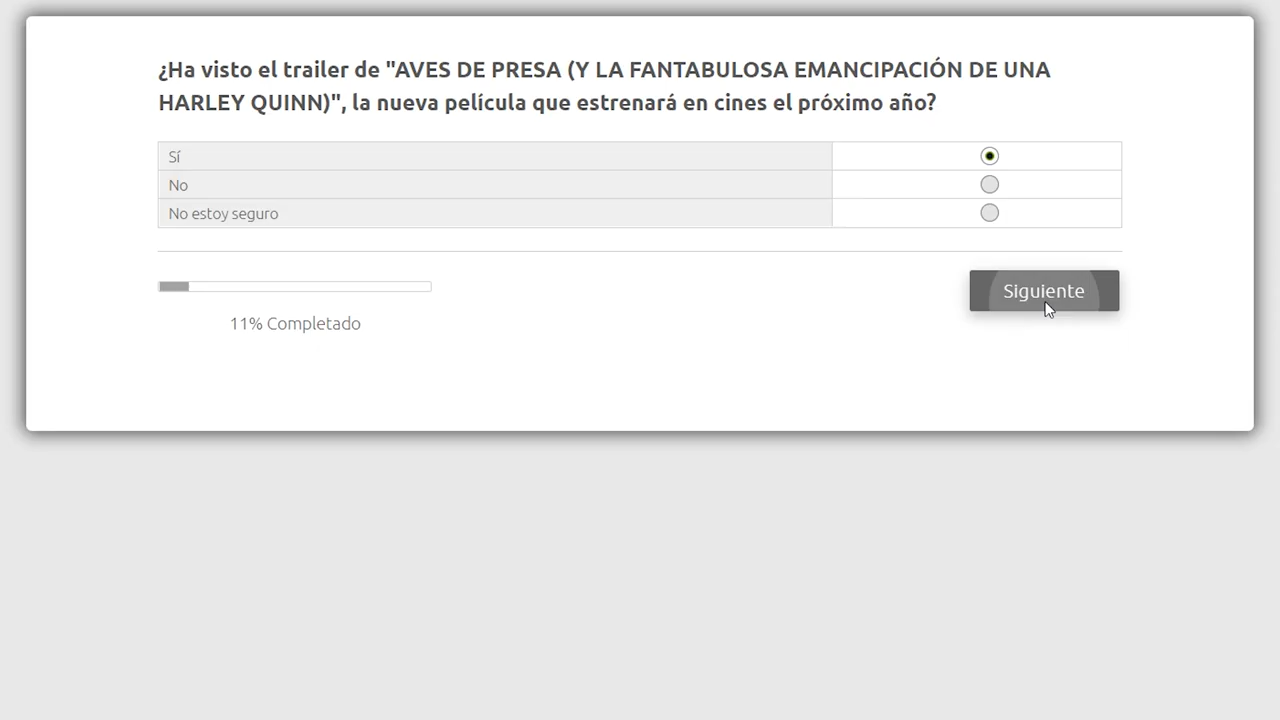 ¿Ha visto el trailer de "AVES DE PRESA (Y LA FANTABULOSA EMANCIPACIÓN DE UNA
HARLEY QUINN)", la nueva película que estrenará en cines el próximo año?
Sí
No
No estoy seguro
Siguiente
11% Completado